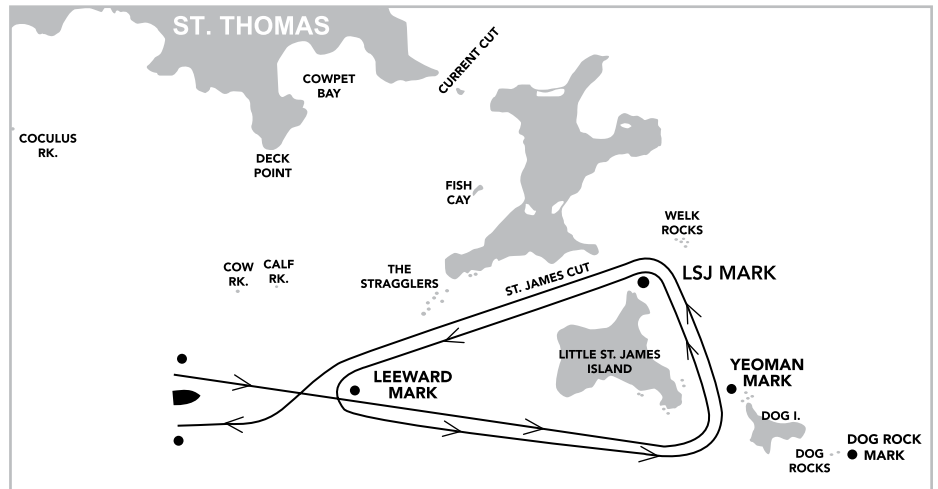 ST. THOMAS
CURRENT CUT
COWPET
BAY
COCULUS
RK.
DECK
POINT
FISH
CAY
WELK
ROCKS
COW
RK.
CALF
RK.
THE
STRAGGLERS
ST. JAMES CUT
LSJ MARK
LITTLE ST. JAMES
ISLAND
YEOMAN
MARK
LEEWARD
MARK
DOG I.
DOG
ROCKS
DOG ROCK
MARK